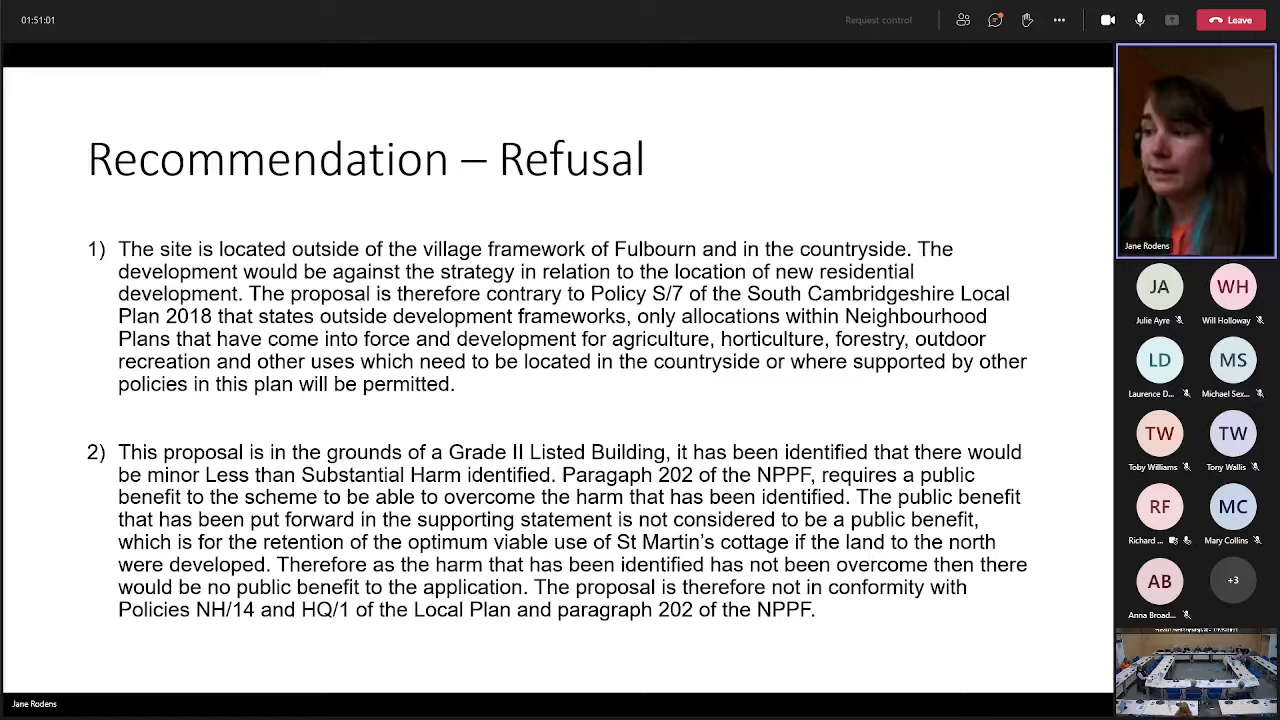 01:51:01
Request control
Leave
Recommendation – Refusal
1) The site is located outside of the village framework of Fulbourn and in the countryside. The
development would be against the strategy in relation to the location of new residential
development. The proposal is therefore contrary to Policy S/7 of the South Cambridgeshire Local
Plan 2018 that states outside development frameworks, only allocations within Neighbourhood
Plans that have come into force and development for agriculture, horticulture, forestry, outdoor
recreation and other uses which need to be located in the countryside or where supported by other
policies in this plan will be permitted.
2) This proposal is in the grounds of a Grade II Listed Building, it has been identified that there would
be minor Less than Substantial Harm identified. Paragaph 202 of the NPPF, requires a public
benefit to the scheme to be able to overcome the harm that has been identified. The public benefit
that has been put forward in the supporting statement is not considered to be a public benefit,
which is for the retention of the optimum viable use of St Martin's cottage if the land to the north
were developed. Therefore as the harm that has been identified has not been overcome then there
would be no public benefit to the application. The proposal is therefore not in conformity with
Policies NH/14 and HQ/1 of the Local Plan and paragraph 202 of the NPPF.
Jane Rodens
Jane Rodens
JA WH
Julie Ayre Will Holloway
LD MS
Laurence D... Michael Sex...
TW TW
Toby Williams Tony Wallis
RF MC
Richard ... Mary Collins
AB +3
Anna Broad...